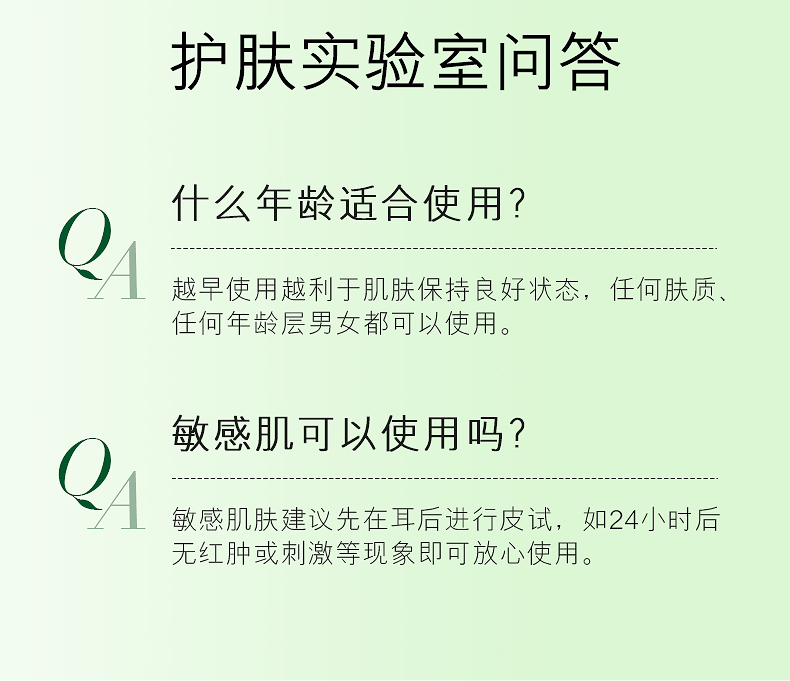 护肤实验室问答
什么年龄适合使用？
QA
越早使用越利于肌肤保持良好状态，任何肤质、
任何年龄层男女都可以使用。
敏感肌可以使用吗？
QA
敏感肌肤建议先在耳后进行皮试，如24小时后
无红肿或刺激等现象即可放心使用。